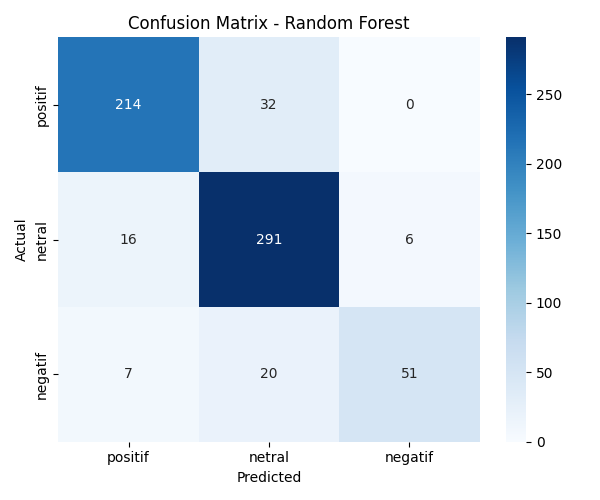 Confusion Matrix - Random Forest
Actual
positif
netral
negatif
214 32 0
16 291 6
7 20 51
positif netral negatif
Predicted
250
200
150
100
50
0